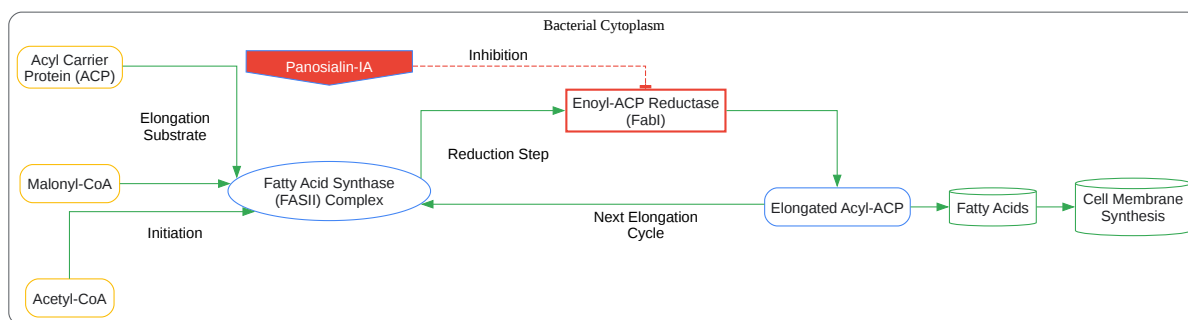 Bacterial Cytoplasm
Acyl Carrier
Protein (ACP)
Panosialin-IA
Inhibition
Enoyl-ACP Reductase
(FabI)
Elongation
Substrate
Reduction Step
Malonyl-CoA
Fatty Acid Synthase
(FASII) Complex
Initiation
Next Elongation
Cycle
Elongated Acyl-ACP
Fatty Acids
Cell Membrane
Synthesis
Acetyl-CoA